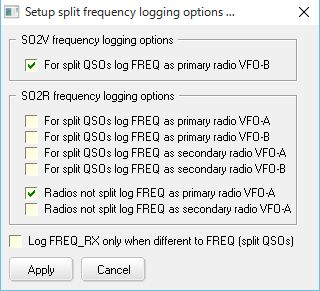 Setup split frequency logging options ...
SO2V frequency logging options
For split QSOs log FREQ as primary radio VFO-B
SO2R frequency logging options
For split QSOs log FREQ as primary radio VFO-A
For split QSOs log FREQ as primary radio VFO-B
For split QSOs log FREQ as secondary radio VFO-A
For split QSOs log FREQ as secondary radio VFO-B
Radios not split log FREQ as primary radio VFO-A
Radios not split log FREQ as secondary radio VFO-A
Log FREQ_RX only when different to FREQ (split QSOs)
Apply Cancel